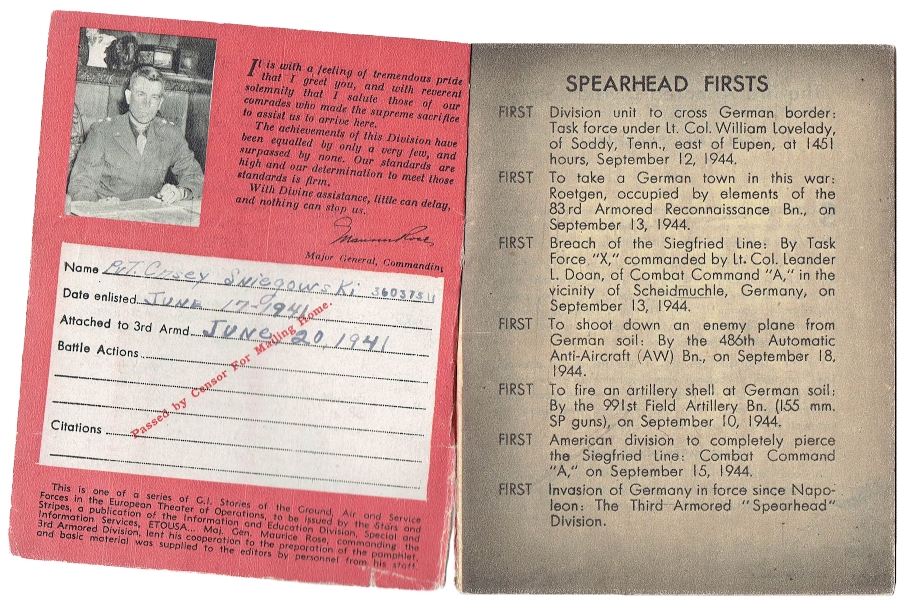 It is with a feeling of tremendous pride
that I greet you, and with reverent
solemnity that I salute those of our
comrades who made the supreme sacrifice
to assist us to arrive here.
The achievements of this Division have
been equalled by only a very few, and
surpassed by none. Our standards are
high and our determination to meet those
standards is firm.
With Divine assistance, little can delay,
and nothing can stop us.
Maurice Rose
Major General, Commanding
Name Pvt. Casey Sniegowski 36037511
Date enlisted JUNE 17-1941
Attached to 3rd Armd JUNE 20, 1941
Battle Actions
Citations
Passed by Censor For Mailing Home.
This is one of a series of G.I. Stories of the Ground, Air and Service
Forces in the European Theater of Operations, to be issued by the Stars and
Stripes, a publication of the Information and Education Division, Special and
Information Services, ETOUSA... Maj. Gen. Maurice Rose, commanding the
3rd Armored Division, lent his cooperation to the preparation of the pamphlet,
and basic material was supplied to the editors by personnel from his staff.
SPEARHEAD FIRSTS
FIRST Division unit to cross German border:
Task force under Lt. Col. William Lovelady,
of Soddy, Tenn., east of Eupen, at 1451
hours, September 12, 1944.
FIRST To take a German town in this war:
Roetgen, occupied by elements of the
83rd Armored Reconnaissance Bn., on
September 13, 1944.
FIRST Breach of the Siegfried Line: By Task
Force "X," commanded by Lt. Col. Leander
L. Doan, of Combat Command "A," in the
vicinity of Scheidmuchle, Germany, on
September 13, 1944.
FIRST To shoot down an enemy plane from
German soil: By the 486th Automatic
Anti-Aircraft (AW) Bn., on September 18,
1944.
FIRST To fire an artillery shell at German soil:
By the 991st Field Artillery Bn. (155 mm.
SP guns), on September 10, 1944.
FIRST American division to completely pierce
the Siegfried Line: Combat Command
"A," on September 15, 1944.
FIRST Invasion of Germany in force since Napo-
leon: The Third Armored "Spearhead"
Division.